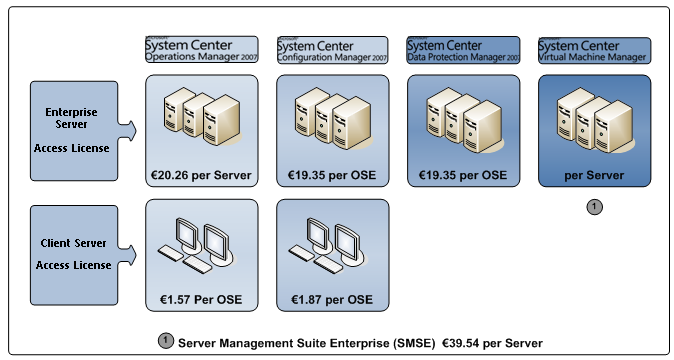 Microsoft
System Center
Operations Manager 2007
Microsoft
System Center
Configuration Manager 2007
System Center
Data Protection Manager 2007
System Center
Virtual Machine Manager
Enterprise
Server
Access License
€20.26 per Server
€19.35 per OSE
€19.35 per OSE
per Server
1
Client Server
Access License
€1.57 Per OSE
€1.87 per OSE
1 Server Management Suite Enterprise (SMSE) €39.54 per Server